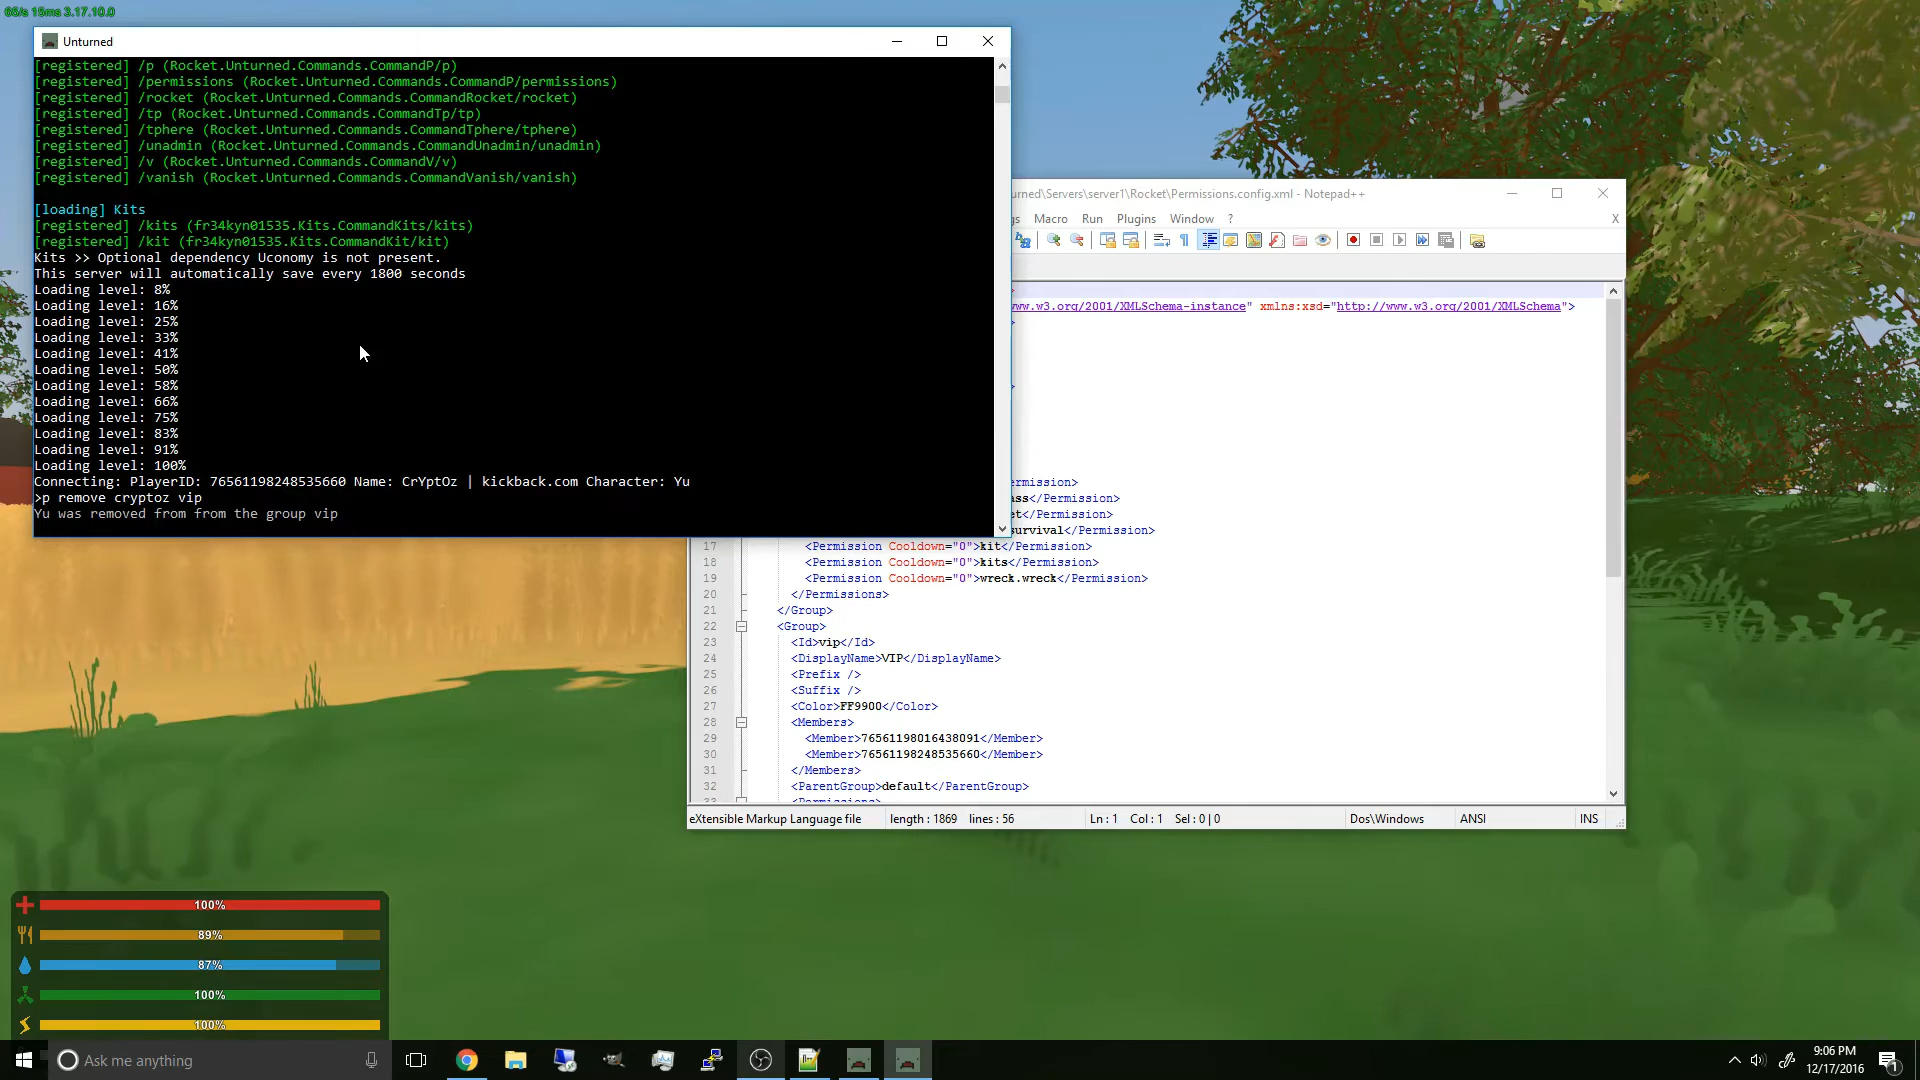 66/s 15ms 3.17.10.0
Unturned
[registered] /p (Rocket.Unturned.Commands.CommandP/p)
[registered] /permissions (Rocket.Unturned.Commands.CommandP/permissions)
[registered] /rocket (Rocket.Unturned.Commands.CommandRocket/rocket)
[registered] /tp (Rocket.Unturned.Commands.CommandTp/tp)
[registered] /tphere (Rocket.Unturned.Commands.CommandTphere/tphere)
[registered] /unadmin (Rocket.Unturned.Commands.CommandUnadmin/unadmin)
[registered] /v (Rocket.Unturned.Commands.CommandV/v)
[registered] /vanish (Rocket.Unturned.Commands.CommandVanish/vanish)
[loading] Kits
[registered] /kits (fr34kyn01535.Kits.CommandKits/kits)
[registered] /kit (fr34kyn01535.Kits.CommandKit/kit)
Kits >> Optional dependency Uconomy is not present.
This server will automatically save every 1800 seconds
Loading level: 8%
Loading level: 16%
Loading level: 25%
Loading level: 33%
Loading level: 41%
Loading level: 50%
Loading level: 58%
Loading level: 66%
Loading level: 75%
Loading level: 83%
Loading level: 91%
Loading level: 100%
Connecting: PlayerID: 76561198248535660 Name: CrYptOz | kickback.com Character: Yu
>p remove cryptoz vip
Yu was removed from from the group vip
urned\Servers\server1\Rocket\Permissions.config.xml - Notepad++
gs Macro Run Plugins Window ? X
www.w3.org/2001/XMLSchema-instance" xmlns:xsd="http://www.w3.org/2001/XMLSchema">
ermission>
ass</Permission>
et</Permission>
survival</Permission>
17 <Permission Cooldown="0">kit</Permission>
18 <Permission Cooldown="0">kits</Permission>
19 <Permission Cooldown="0">wreck.wreck</Permission>
20 </Permissions>
21 </Group>
22 <Group>
23 <Id>vip</Id>
24 <DisplayName>VIP</DisplayName>
25 <Prefix />
26 <Suffix />
27 <Color>FF9900</Color>
28 <Members>
29 <Member>76561198016438091</Member>
30 <Member>76561198248535660</Member>
31 </Members>
32 <ParentGroup>default</ParentGroup>
33 <Permissions>
eXtensible Markup Language file length : 1869 lines : 56 Ln : 1 Col : 1 Sel : 0 | 0 Dos\Windows ANSI INS
100%
89%
87%
100%
100%
Ask me anything
9:06 PM
12/17/2016
1